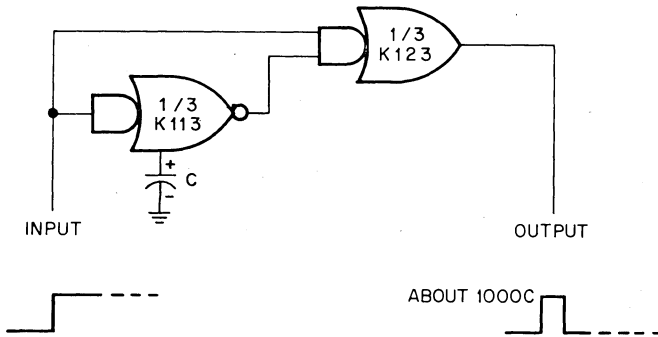 1/3
K123
1/3
K113
+
C
-
INPUT
OUTPUT
ABOUT 1000C